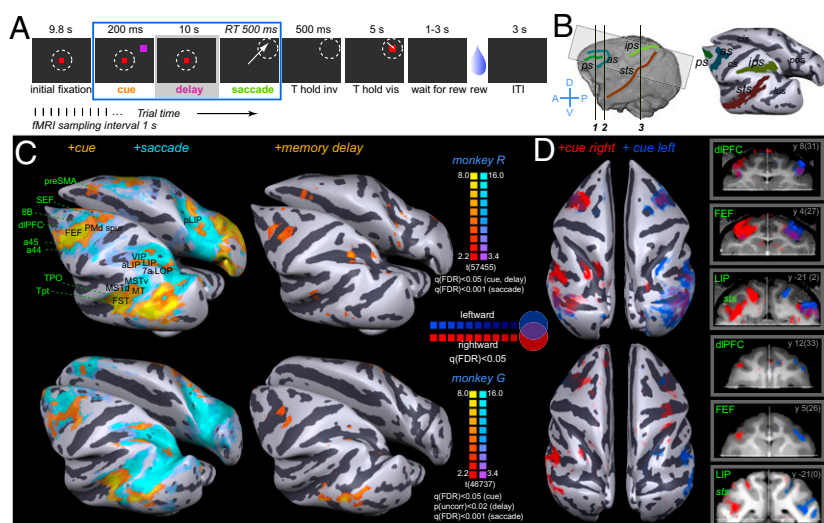 A
9.8 s 200 ms 10 s RT 500 ms 500 ms 5 s 1-3 s 3 s
initial fixation cue delay saccade T hold inv T hold vis wait for rew rew ITI
... Trial time
fMRI sampling interval 1 s
B
ps as ips sts
D
A P
V
1 2 3
ps as cis cs ips pos sts lus
C
+cue +saccade +memory delay
preSMA
SEF
8B
dlPFC
a45
a44
TPO
Tpt
FEF PMd spur pLIP
VIP
aLIP LIP
7a LOP
MSTv
MSTd MT
FST
monkey R
8.0 16.0
2.2 3.4
t(57455)
q(FDR)<0.05 (cue, delay)
q(FDR)<0.001 (saccade)
leftward
rightward
q(FDR)<0.05
monkey G
8.0 16.0
2.2 3.4
t(46737)
q(FDR)<0.05 (cue)
p(uncorr)<0.02 (delay)
q(FDR)<0.001 (saccade)
D
+cue right + cue left
dlPFC y 8(31)
FEF y 4(27)
LIP y -21 (2)
sts
dlPFC y 12(33)
FEF y 5(26)
LIP y -21(0)
sts